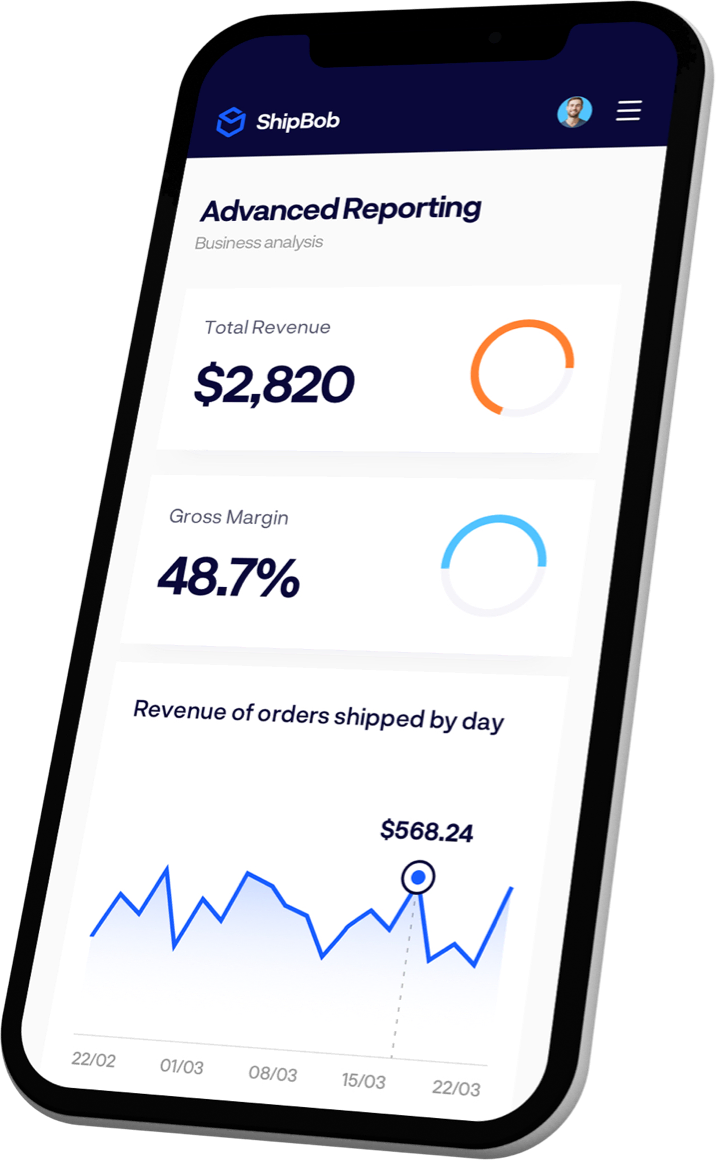 ShipBob
Advanced Reporting
Business analysis
Total Revenue
$2,820
Gross Margin
48.7%
Revenue of orders shipped by day
$568.24
22/02 01/03 08/03 15/03 22/03